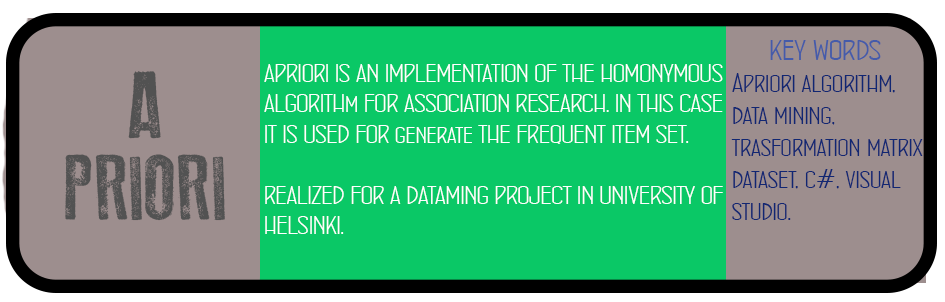 A
PRIORI
APRIORI IS AN IMPLEMENTATION OF THE HOMONYMOUS
ALGORITHM FOR ASSOCIATION RESEARCH. IN THIS CASE
IT IS USED FOR GENERATE THE FREQUENT ITEM SET.
REALIZED FOR A DATAMING PROJECT IN UNIVERSITY OF
HELSINKI.
KEY WORDS
APRIORI ALGORITHM,
DATA MINING,
TRASFORMATION MATRIX
DATASET, C#, VISUAL
STUDIO.